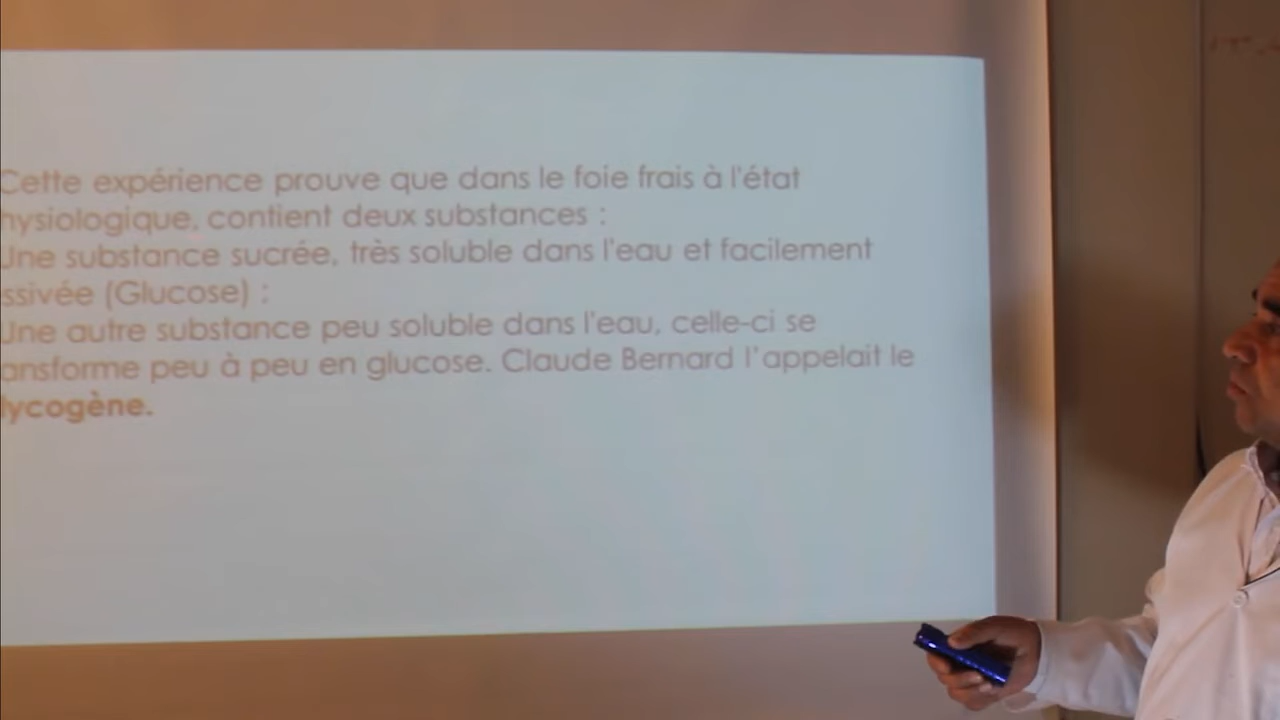 Cette expérience prouve que dans le foie frais à l'état
hysiologique, contient deux substances :
Une substance sucrée, très soluble dans l'eau et facilement
ssivée (Glucose) :
Une autre substance peu soluble dans l'eau, celle-ci se
ansforme peu à peu en glucose. Claude Bernard l'appelait le
lycogène.